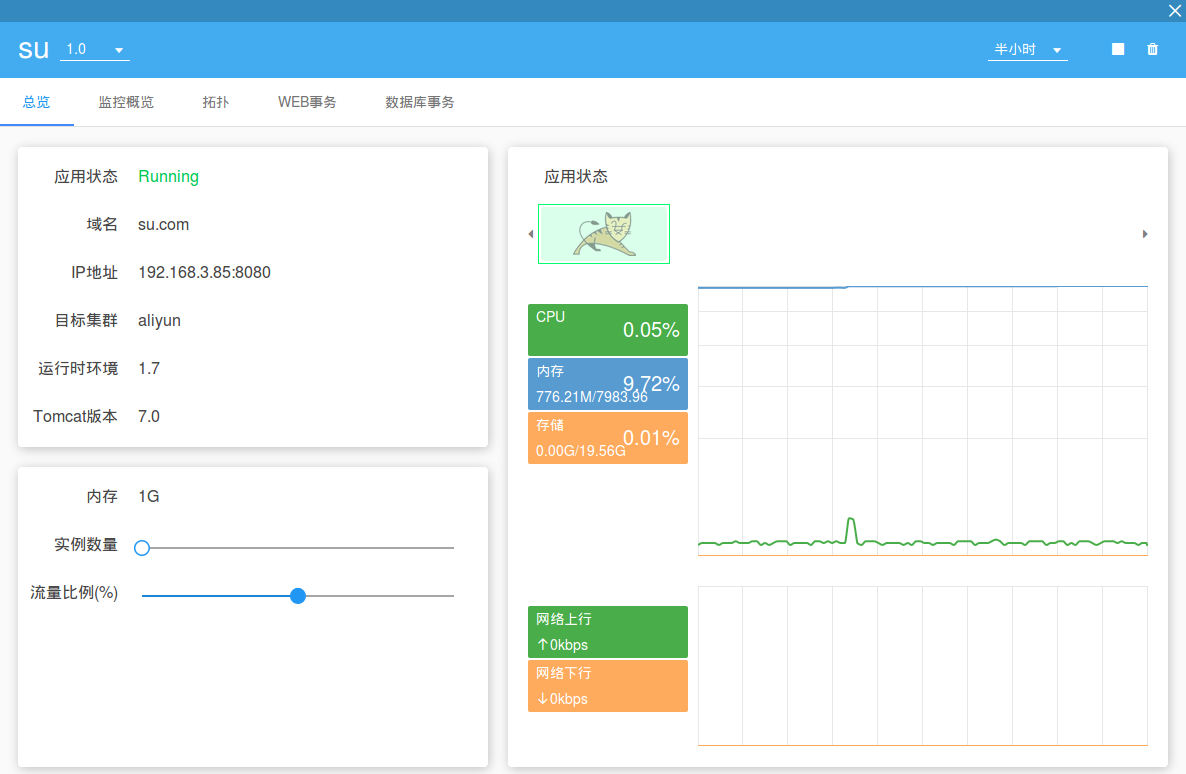 su 1.0 半小时
总览 监控概览 拓扑 WEB事务 数据库事务
应用状态 Running
域名 su.com
IP地址 192.168.3.85:8080
目标集群 aliyun
运行时环境 1.7
Tomcat版本 7.0
内存 1G
实例数量
流量比例(%)
应用状态
CPU
0.05%
内存
9.72%
776.21M/7983.96
存储
0.01%
0.00G/19.56G
网络上行
↑0kbps
网络下行
↓0kbps